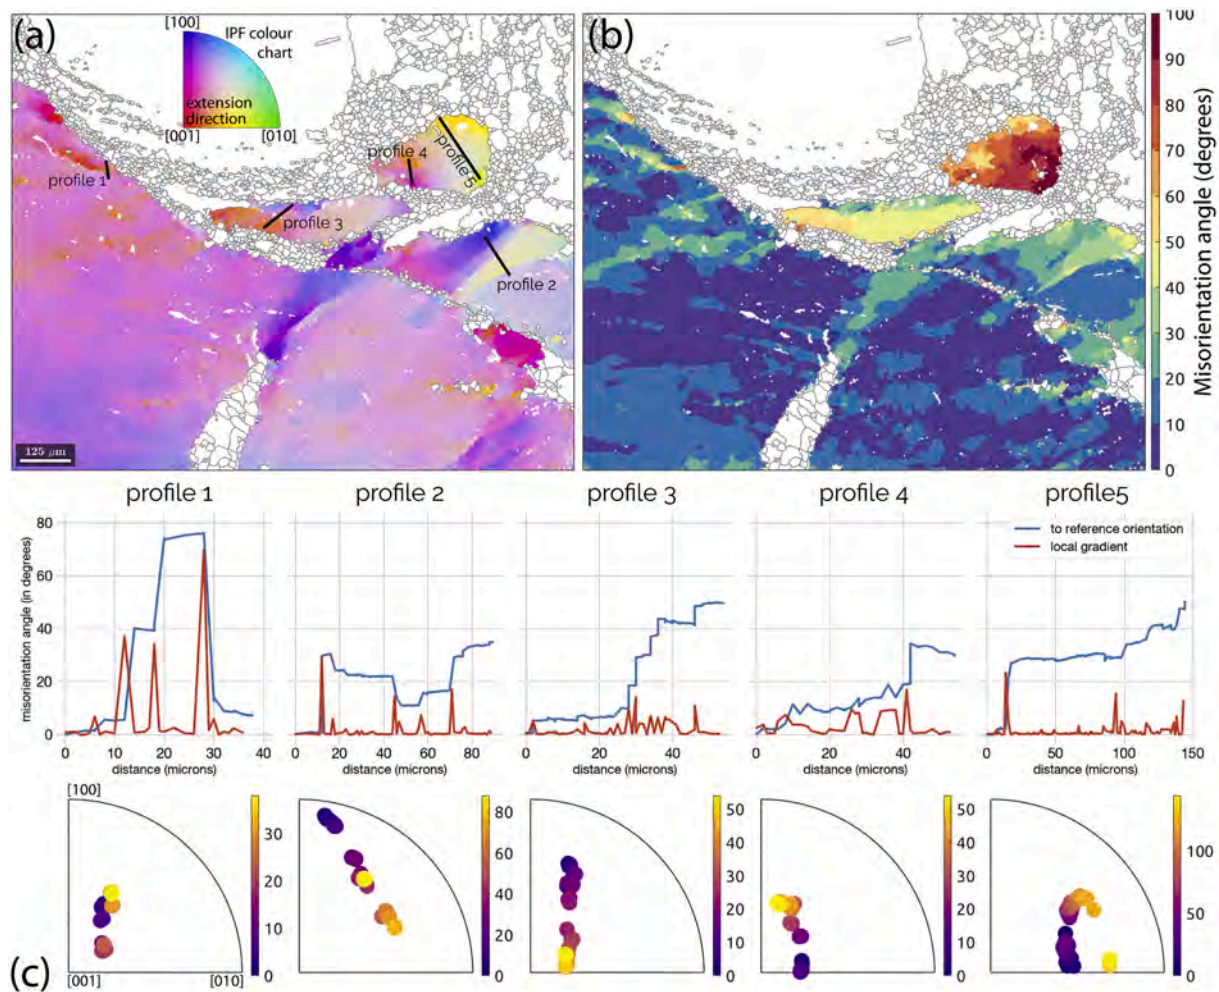 (a)
[100]
IPF colour
chart
extension
direction
[001]
[010]
profile 1
profile 4
profile 5
profile 3
profile 2
125 μm
(b)
100
90
80
70
60
50
40
30
20
10
0
Misorientation angle (degrees)
profile 1
profile 2
profile 3
profile 4
profile5
misorientation angle (in degrees)
80
60
40
20
0
to reference orientation
local gradient
0 10 20 30 40
0 20 40 60 80
0 20 40
0 20 40
0 50 100 150
distance (microns)
distance (microns)
distance (microns)
distance (microns)
distance (microns)
(c)
[100]
[001]
[010]
30
20
10
0
80
60
40
20
0
50
40
30
20
10
0
50
40
30
20
10
0
100
50
0